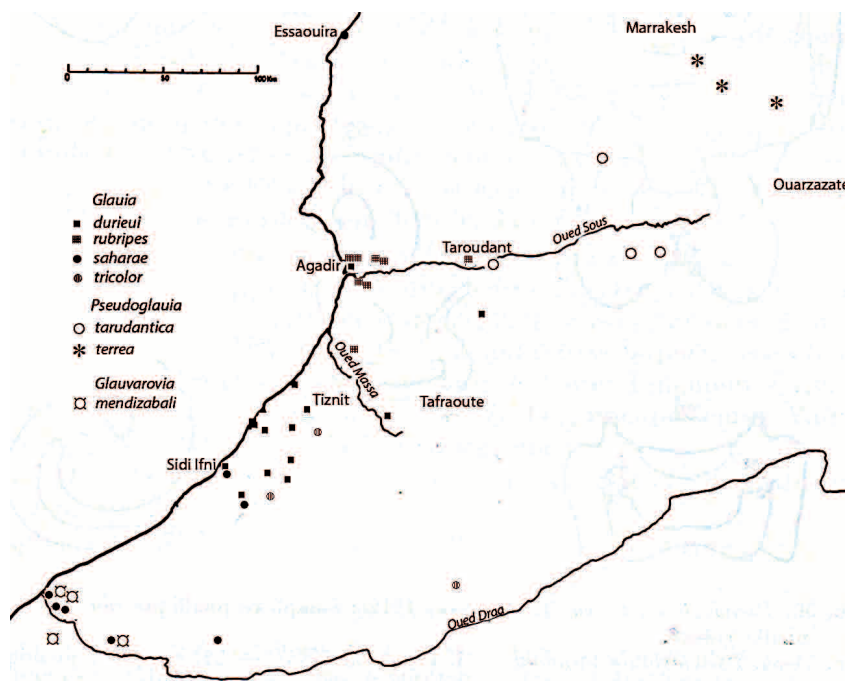 Essaouira
Marrakesh
0 50 100 Km
Ouarzazate
Glauia
durieui
rubripes
saharae
tricolor
Pseudoglauia
tarudantica
terrea
Glauvarovia
mendizabali
Oued Sous
Taroudant
Agadir
Oued Massa
Tiznit
Tafraoute
Sidi Ifni
Oued Draa